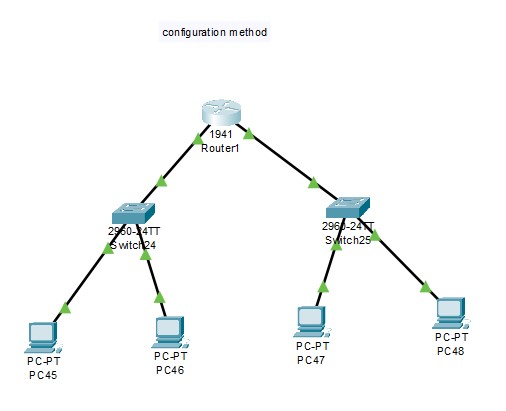 configuration method
1941
Router1
2960-24TT
Switch24
2960-24TT
Switch25
PC-PT
PC45
PC-PT
PC46
PC-PT
PC47
PC-PT
PC48